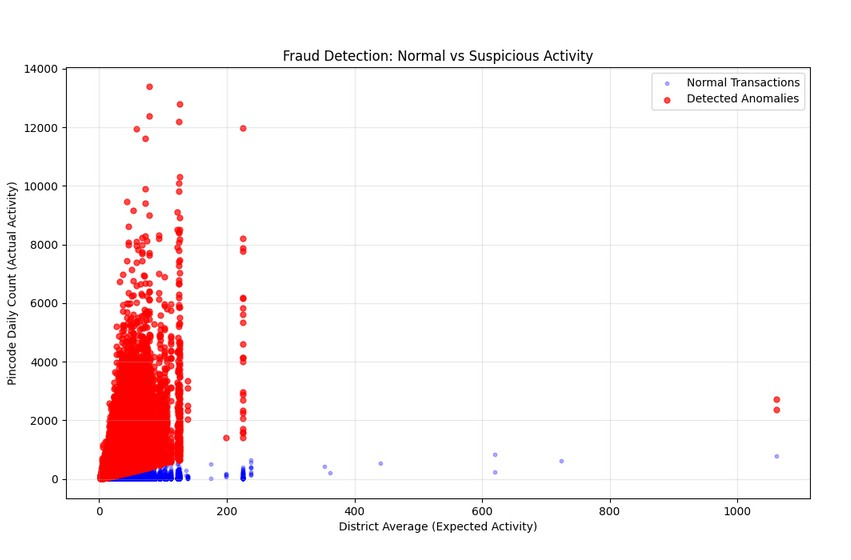 Fraud Detection: Normal vs Suspicious Activity
Normal Transactions
Detected Anomalies
14000
12000
10000
8000
6000
4000
2000
0
Pincode Daily Count (Actual Activity)
0 200 400 600 800 1000
District Average (Expected Activity)